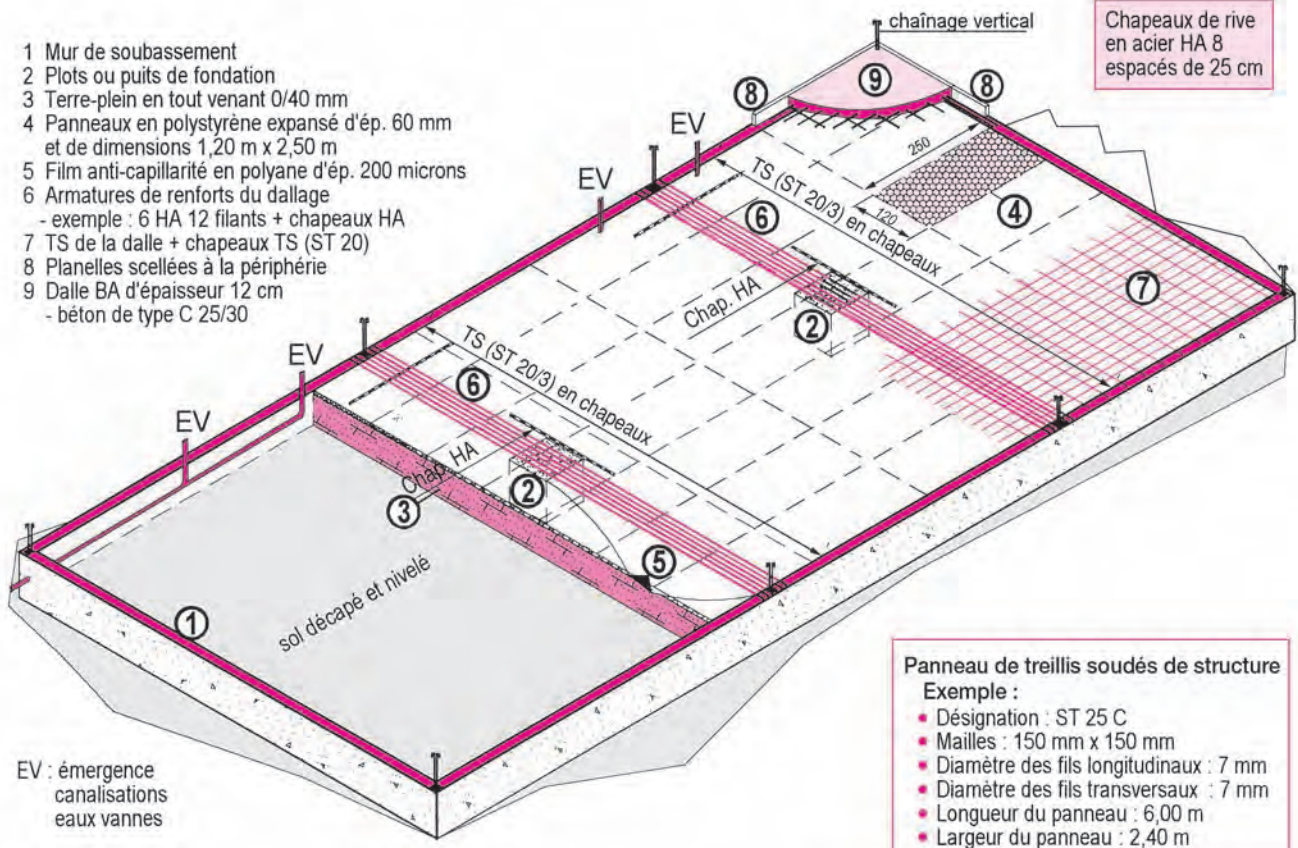 1 Mur de soubassement
2 Plots ou puits de fondation
3 Terre-plein en tout venant 0/40 mm
4 Panneaux en polystyrène expansé d'ép. 60 mm
et de dimensions 1,20 m x 2,50 m
5 Film anti-capillarité en polyane d'ép. 200 microns
6 Armatures de renforts du dallage
- exemple : 6 HA 12 filants + chapeaux HA
7 TS de la dalle + chapeaux TS (ST 20)
8 Planelles scellées à la périphérie
9 Dalle BA d'épaisseur 12 cm
- béton de type C 25/30
chaînage vertical
Chapeaux de rive
en acier HA 8
espacés de 25 cm
9
8
8
EV
EV
250
120
4
TS (ST 20/3) en chapeaux
6
Chap. HA
2
7
EV
EV
TS (ST 20/3) en chapeaux
6
Chap. HA
2
3
5
sol décapé et nivelé
1
EV : émergence
canalisations
eaux vannes
Panneau de treillis soudés de structure
Exemple :
• Désignation : ST 25 C
• Mailles : 150 mm x 150 mm
• Diamètre des fils longitudinaux : 7 mm
• Diamètre des fils transversaux : 7 mm
• Longueur du panneau : 6,00 m
• Largeur du panneau : 2,40 m